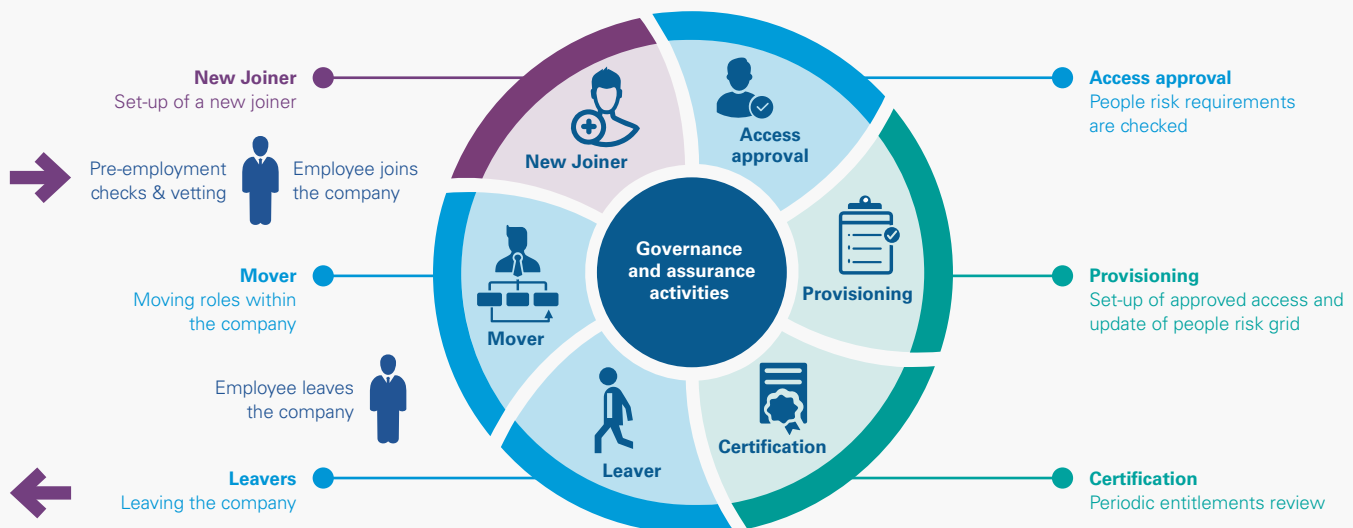 New Joiner
Set-up of a new joiner
Pre-employment
checks & vetting
Employee joins
the company
Mover
Moving roles within
the company
Employee leaves
the company
Leavers
Leaving the company
New Joiner
Access
approval
Provisioning
Certification
Leaver
Mover
Governance
and assurance
activities
Access approval
People risk requirements
are checked
Provisioning
Set-up of approved access and
update of people risk grid
Certification
Periodic entitlements review